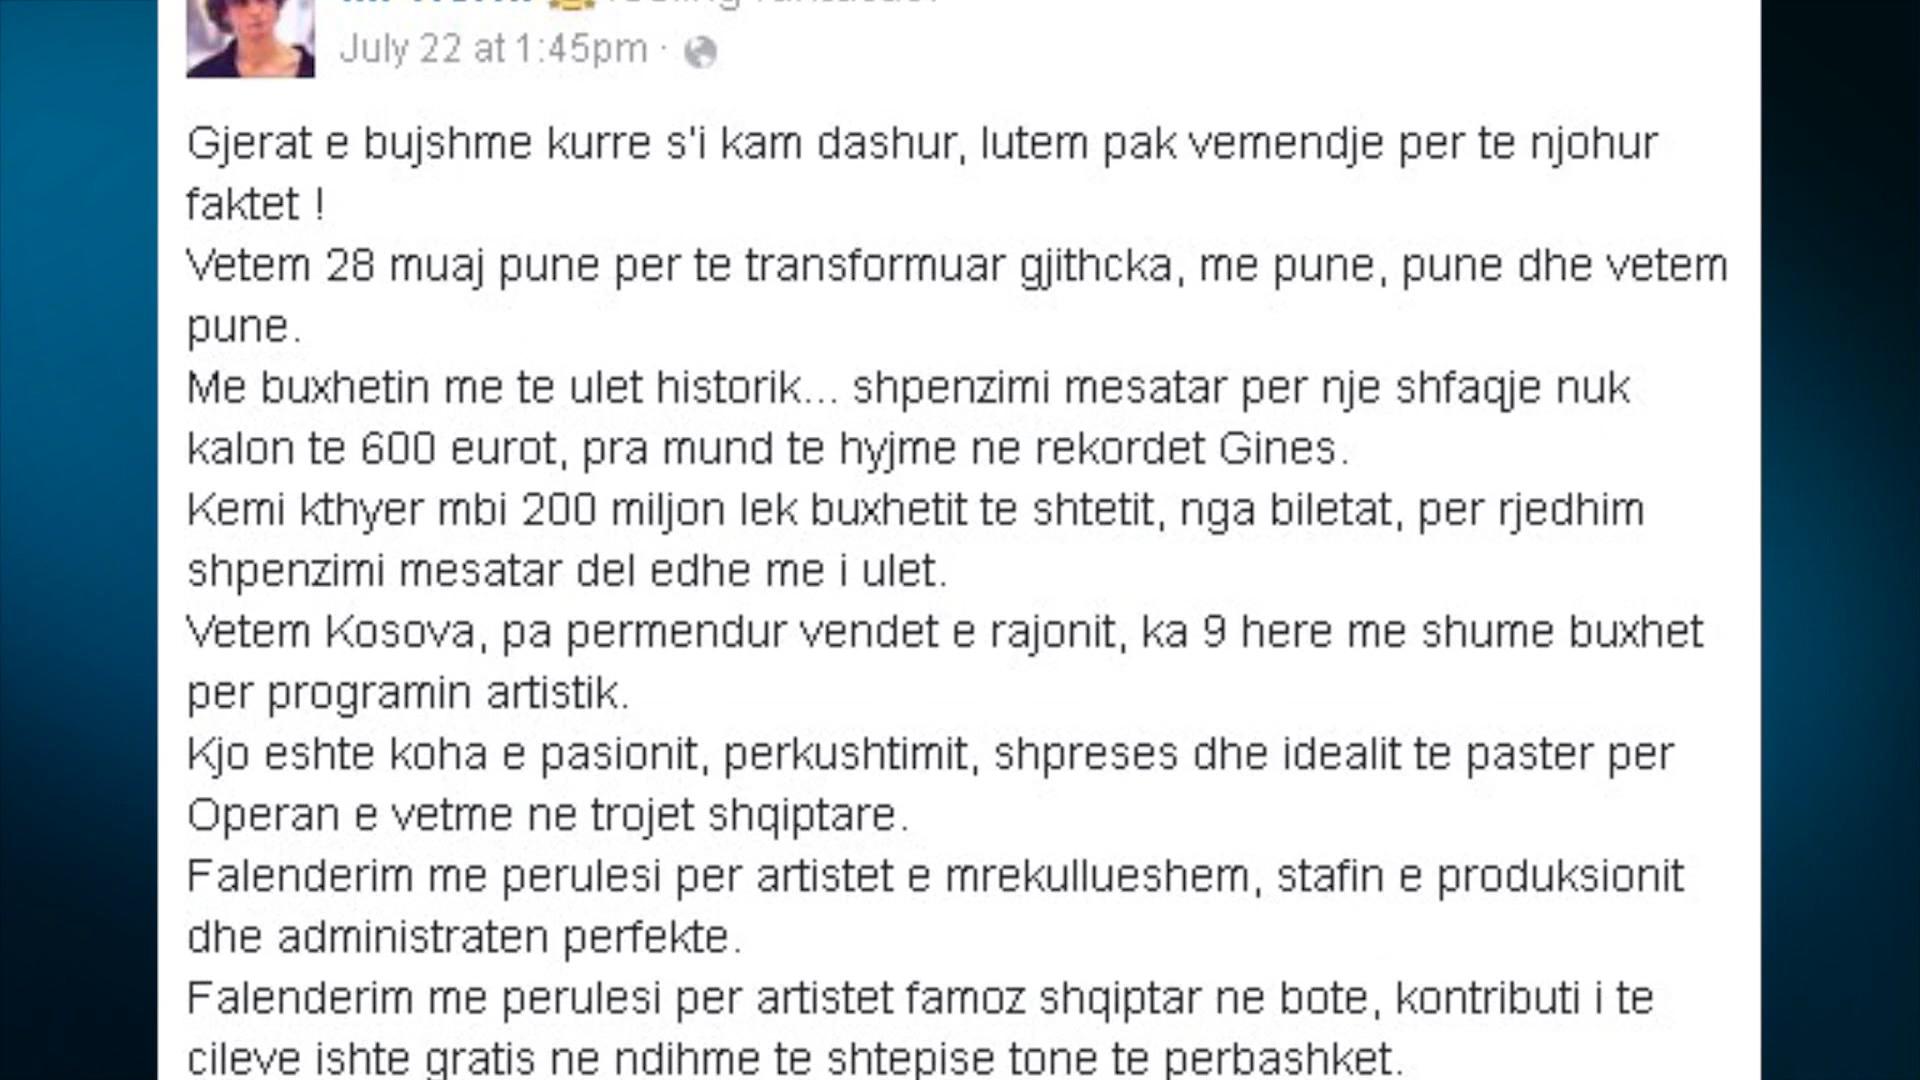 July 22 at 1:45pm ·
Gjerat e bujshme kurre s'i kam dashur, lutem pak vemendje per te njohur
faktet !
Vetem 28 muaj pune per te transformuar gjithcka, me pune, pune dhe vetem
pune.
Me buxhetin me te ulet historik... shpenzimi mesatar per nje shfaqje nuk
kalon te 600 eurot, pra mund te hyjme ne rekordet Gines.
Kemi kthyer mbi 200 miljon lek buxhetit te shtetit, nga biletat, per rjedhim
shpenzimi mesatar del edhe me i ulet.
Vetem Kosova, pa permendur vendet e rajonit, ka 9 here me shume buxhet
per programin artistik.
Kjo eshte koha e pasionit, perkushtimit, shpreses dhe idealit te paster per
Operan e vetme ne trojet shqiptare.
Falenderim me perulesi per artistet e mrekullueshem, stafin e produksionit
dhe administraten perfekte.
Falenderim me perulesi per artistet famoz shqiptar ne bote, kontributi i te
cileve ishte gratis ne ndihme te shtepise tone te perbashket.